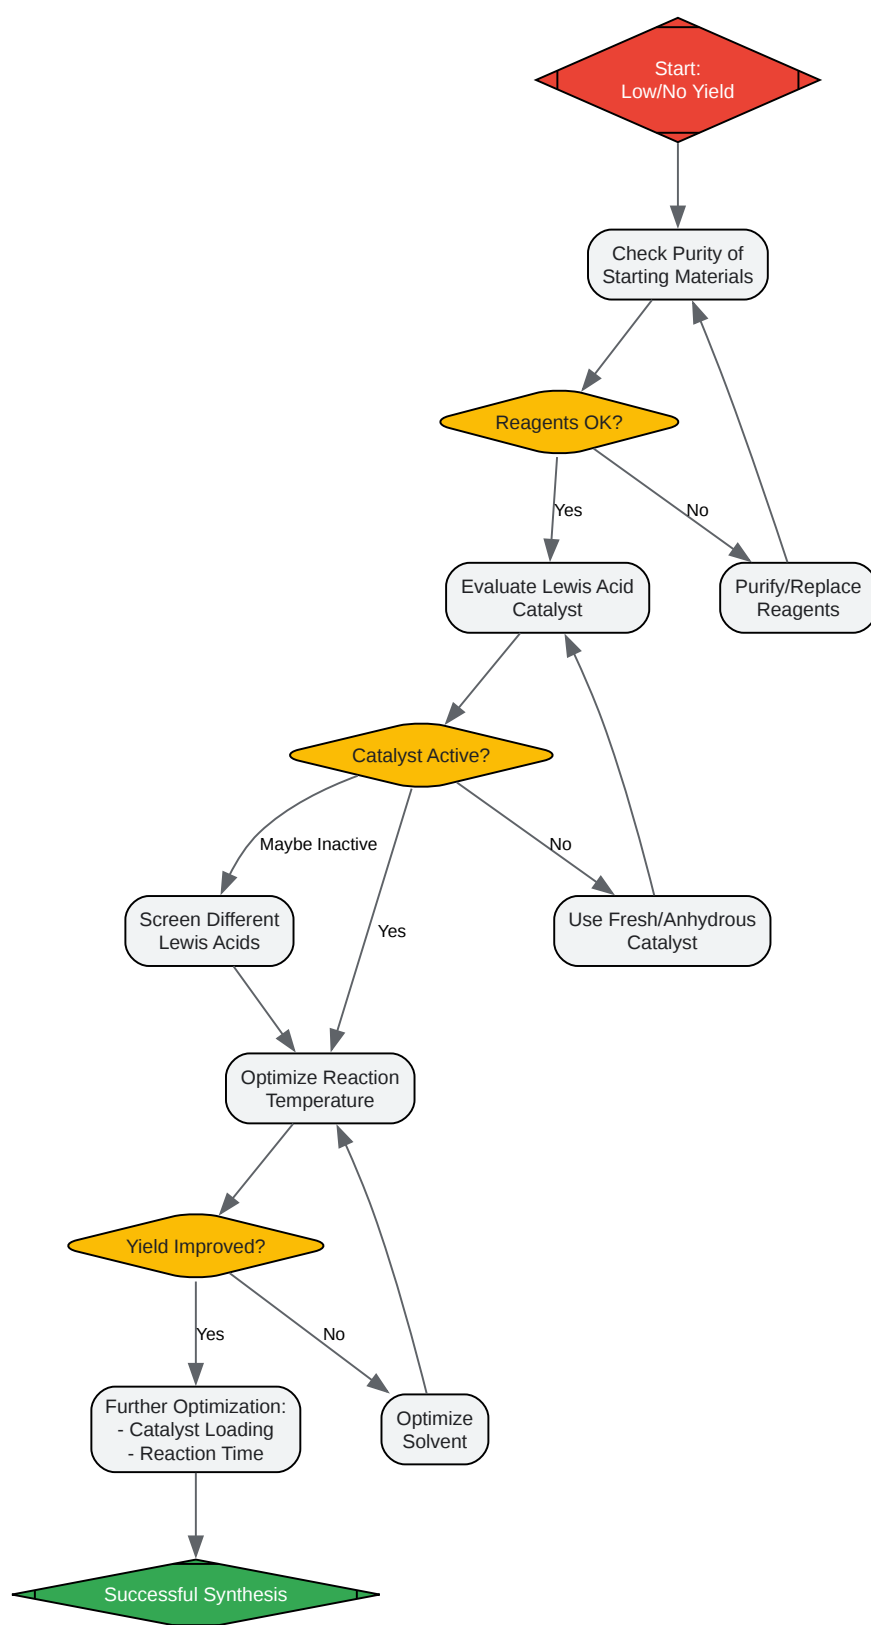 Start:
Low/No Yield
Check Purity of
Starting Materials
Reagents OK?
Yes
No
Evaluate Lewis Acid
Catalyst
Purify/Replace
Reagents
Catalyst Active?
Maybe Inactive
Yes
No
Screen Different
Lewis Acids
Use Fresh/Anhydrous
Catalyst
Optimize Reaction
Temperature
Yield Improved?
Yes
No
Further Optimization:
- Catalyst Loading
- Reaction Time
Optimize
Solvent
Successful Synthesis